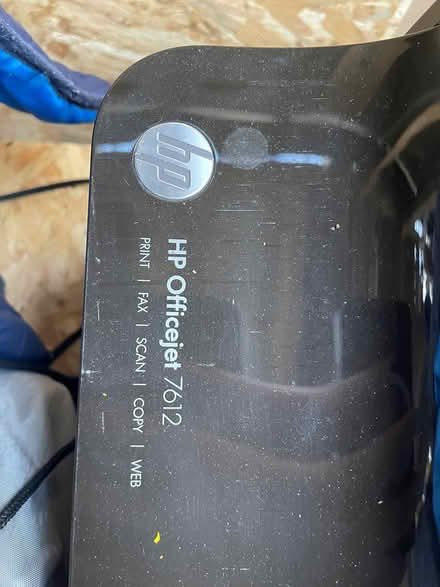 hp
HP Officejet 7612
PRINT | FAX | SCAN | COPY | WEB